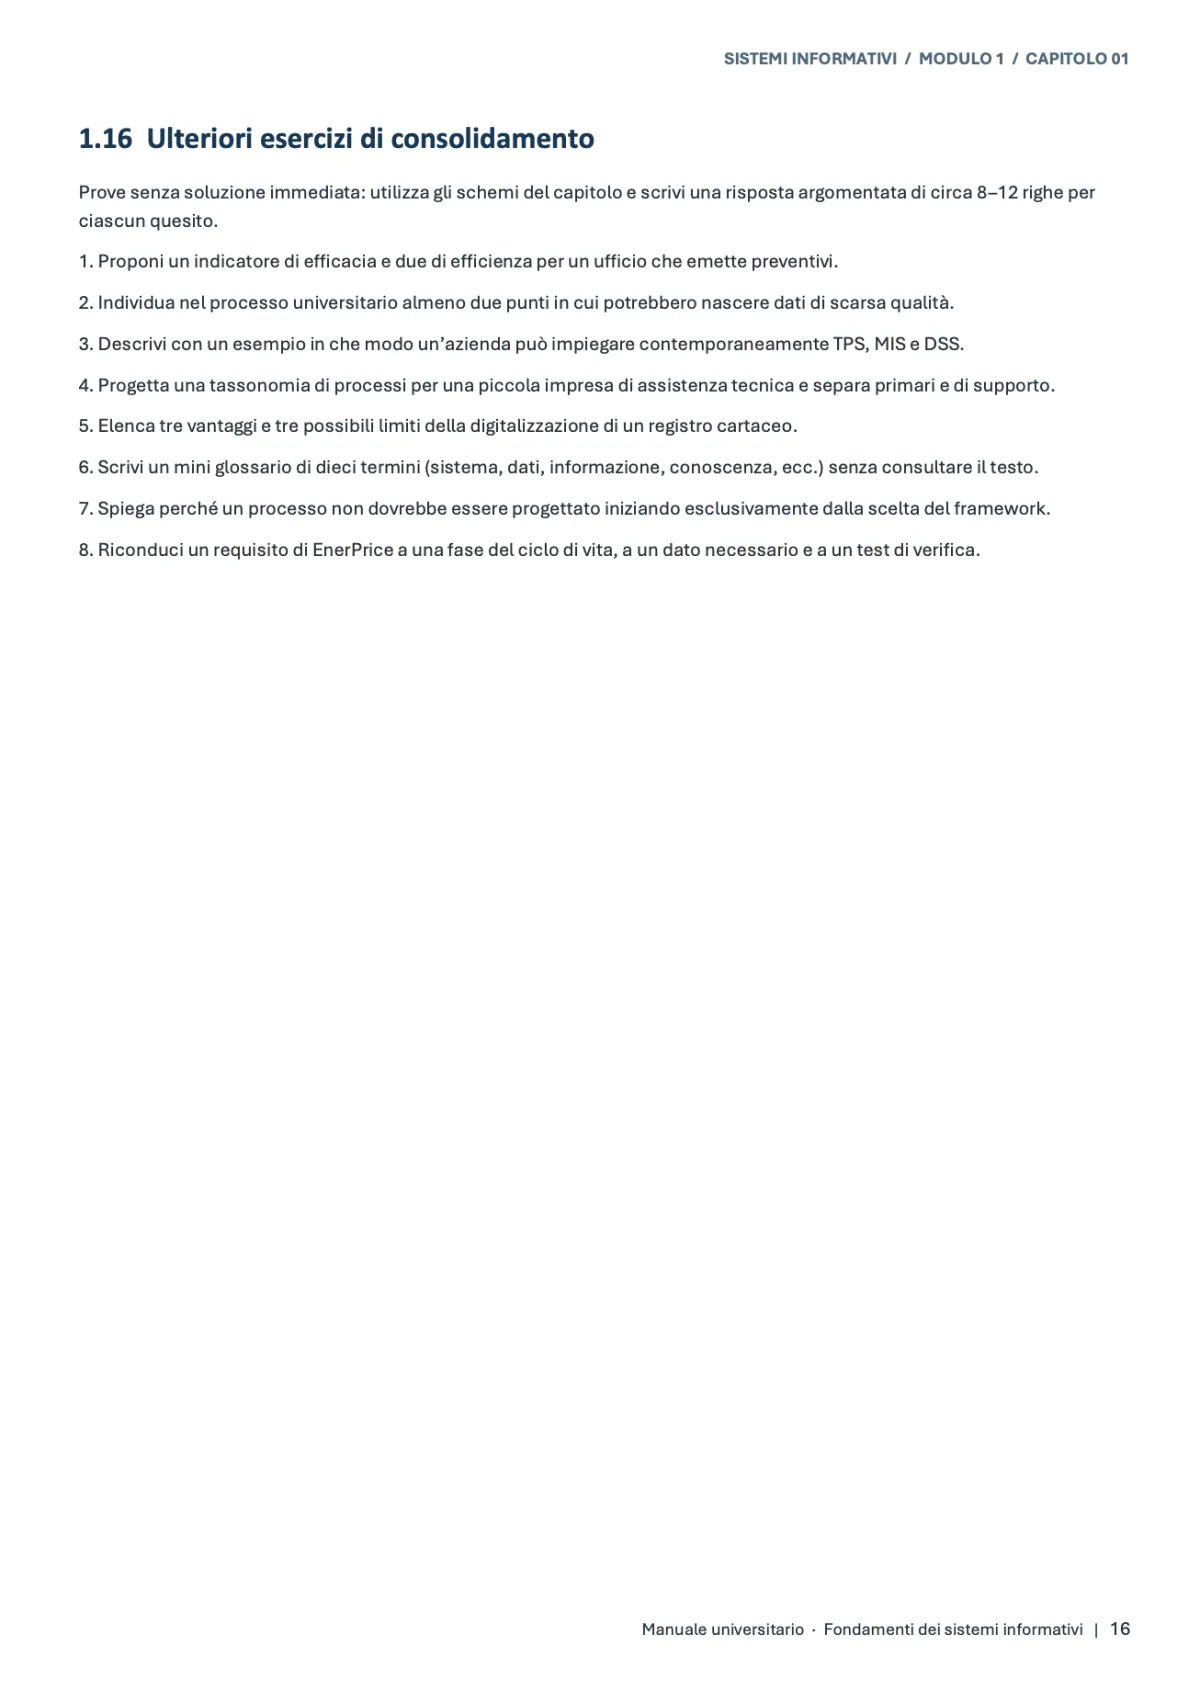 SISTEMI INFORMATIVI / MODULO 1 / CAPITOLO 01
1.16 Ulteriori esercizi di consolidamento
Prove senza soluzione immediata: utilizza gli schemi del capitolo e scrivi una risposta argomentata di circa 8–12 righe per
ciascun quesito.
1. Proponi un indicatore di efficacia e due di efficienza per un ufficio che emette preventivi.
2. Individua nel processo universitario almeno due punti in cui potrebbero nascere dati di scarsa qualità.
3. Descrivi con un esempio in che modo un’azienda può impiegare contemporaneamente TPS, MIS e DSS.
4. Progetta una tassonomia di processi per una piccola impresa di assistenza tecnica e separa primari e di supporto.
5. Elenca tre vantaggi e tre possibili limiti della digitalizzazione di un registro cartaceo.
6. Scrivi un mini glossario di dieci termini (sistema, dati, informazione, conoscenza, ecc.) senza consultare il testo.
7. Spiega perché un processo non dovrebbe essere progettato iniziando esclusivamente dalla scelta del framework.
8. Riconduci un requisito di EnerPrice a una fase del ciclo di vita, a un dato necessario e a un test di verifica.
Manuale universitario · Fondamenti dei sistemi informativi | 16